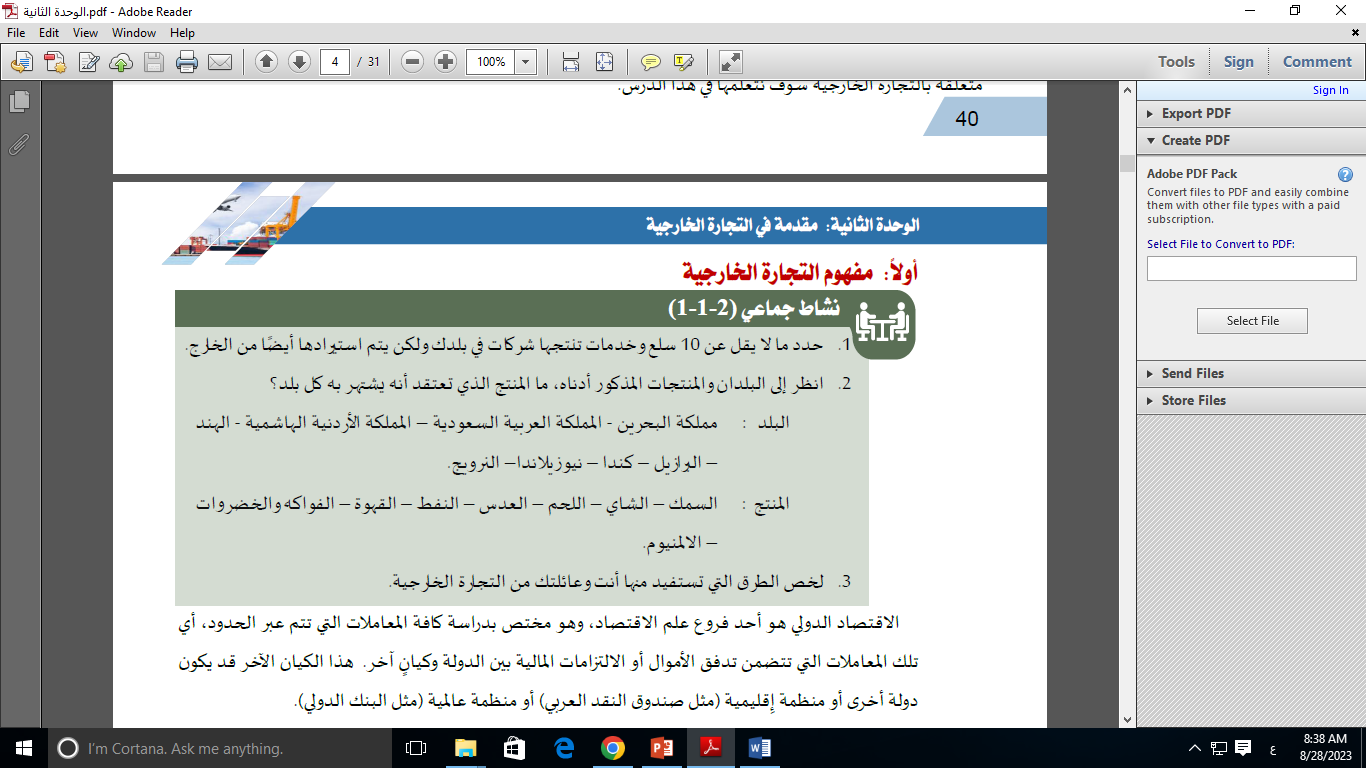 الوحدة الثانية.pdf - Adobe Reader
File Edit View Window Help
4 / 31 100% Tools Sign Comment
متعلقة بالتجارة الخارجية سوف نتعلمها في هذا الدرس.
40
الوحدة الثانية: مقدمة في التجارة الخارجية
أولاً: مفهوم التجارة الخارجية
نشاط جماعي (2-1-1)
1. حدد ما لا يقل عن 10 سلع وخدمات تنتجها شركات في بلدك ولكن يتم استيرادها أيضًا من الخارج.
2. انظر إلى البلدان والمنتجات المذكور أدناه، ما المنتج الذي تعتقد أنه يشتهر به كل بلد؟
البلد : مملكة البحرين - المملكة العربية السعودية – المملكة الأردنية الهاشمية - الهند
– البرازيل – كندا – نيوزيلاندا– النرويج.
المنتج : السمك – الشاي – اللحم – العدس – النفط – القهوة – الفواكه والخضروات
– الالمنيوم.
3. لخص الطرق التي تستفيد منها أنت وعائلتك من التجارة الخارجية.
الاقتصاد الدولي هو أحد فروع علم الاقتصاد، وهو مختص بدراسة كافة المعاملات التي تتم عبر الحدود، أي
تلك المعاملات التي تتضمن تدفق الأموال أو الالتزامات المالية بين الدولة وكيانٍ آخر. هذا الكيان الآخر قد يكون
دولة أخرى أو منظمة إقليمية (مثل صندوق النقد العربي) أو منظمة عالمية (مثل البنك الدولي).
Sign In
Export PDF
Create PDF
Adobe PDF Pack
Convert files to PDF and easily combine
them with other file types with a paid
subscription.
Select File to Convert to PDF:
Select File
Send Files
Store Files
I'm Cortana. Ask me anything.
ع
8:38 AM
8/28/2023